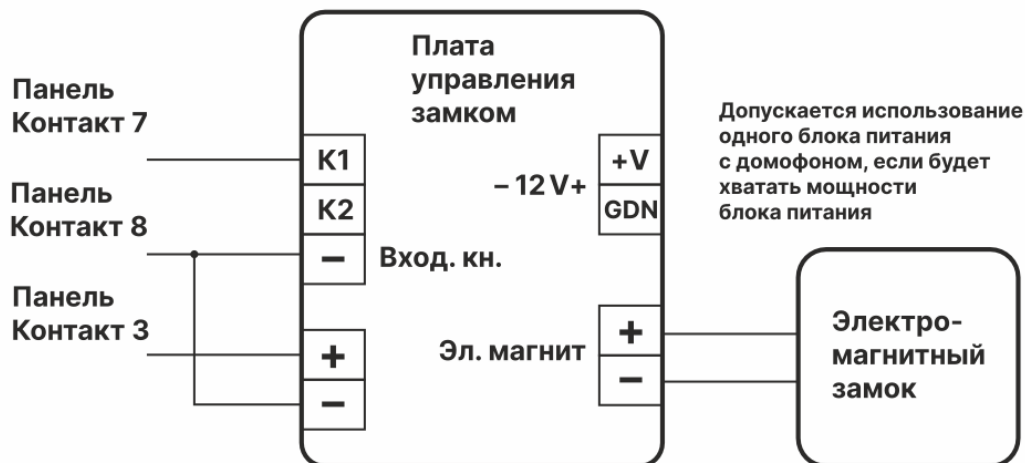 Плата
управления
замком
Панель
Контакт 7
Панель
Контакт 8
Панель
Контакт 3
K1
K2
–
Вход. кн.
+
–
– 12 V+
+V
GDN
Эл. магнит
+
–
Допускается использование
одного блока питания
с домофоном, если будет
хватать мощности
блока питания
Электро-
магнитный
замок